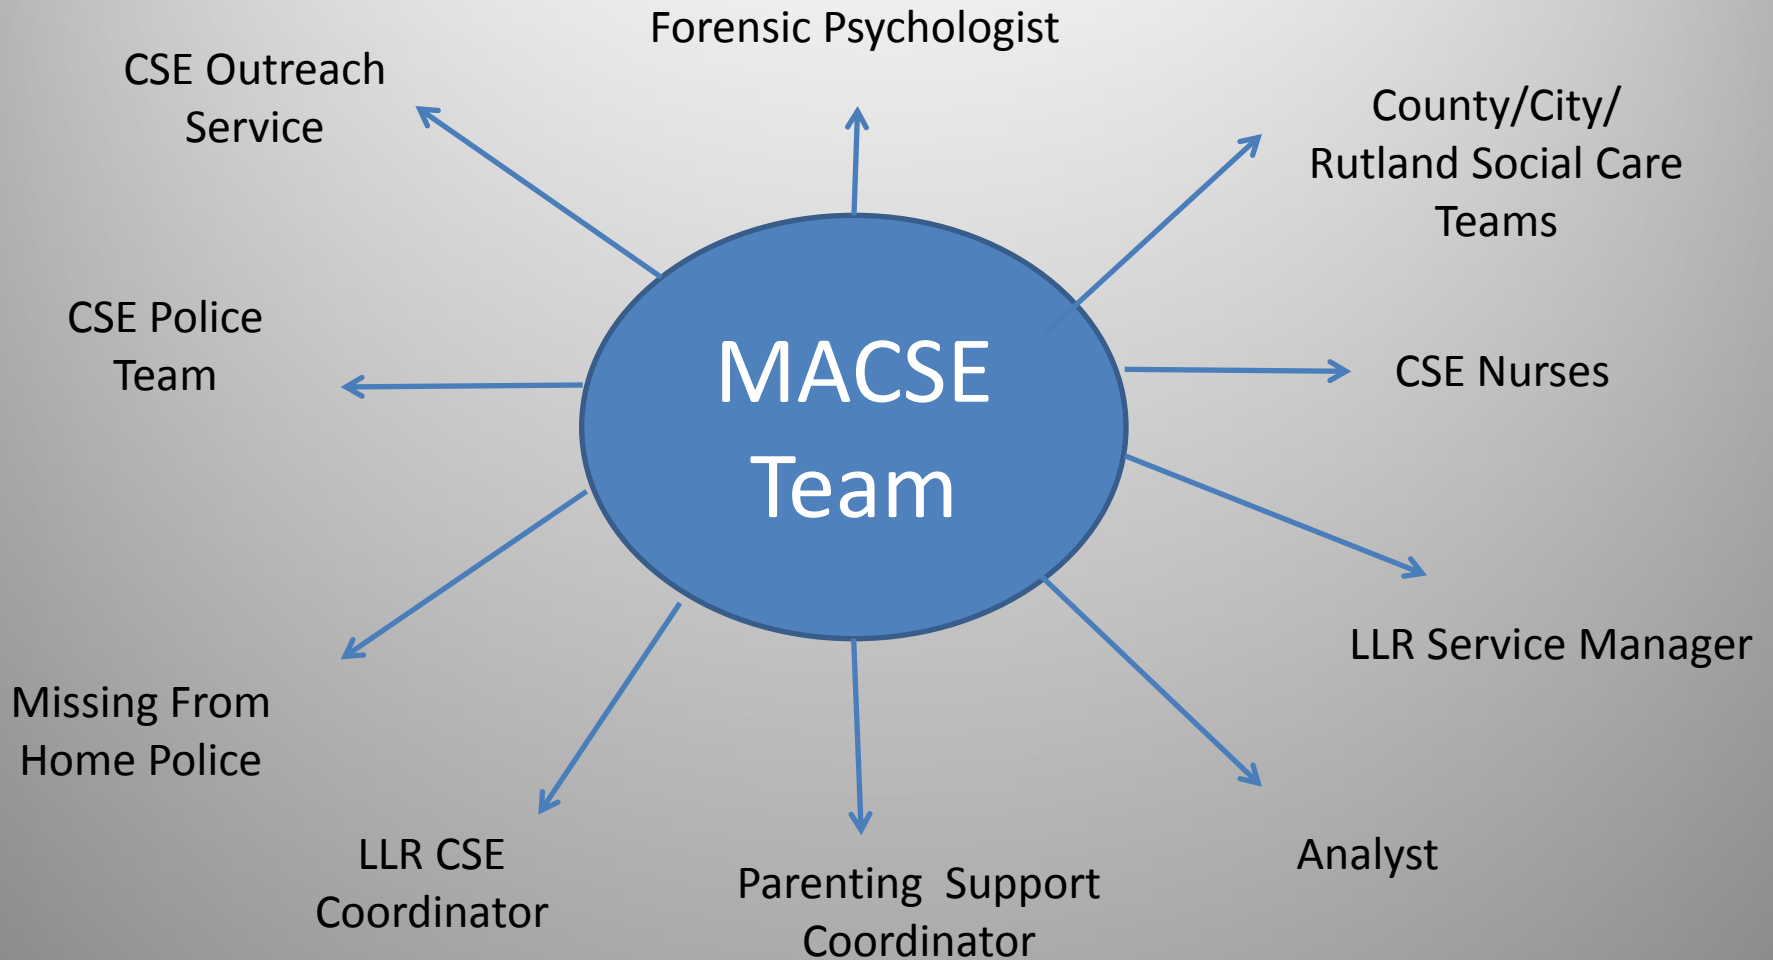 Forensic Psychologist
CSE Outreach
Service
County/City/
Rutland Social Care
Teams
CSE Police
Team
MACSE
Team
CSE Nurses
LLR Service Manager
Missing From
Home Police
LLR CSE
Coordinator
Parenting  Support
Coordinator
Analyst